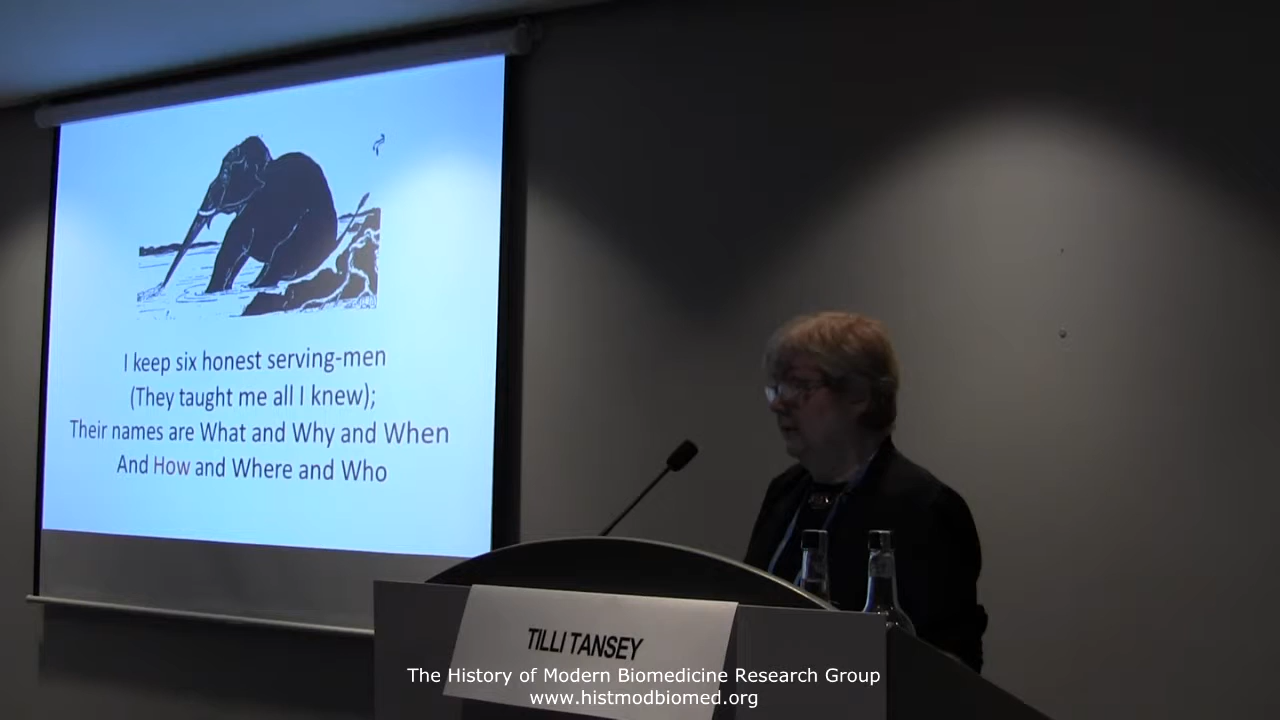 I keep six honest serving-men
(They taught me all I knew);
Their names are What and Why and When
And How and Where and Who
TILLI TANSEY
The History of Modern Biomedicine Research Group
www.histmodbiomed.org